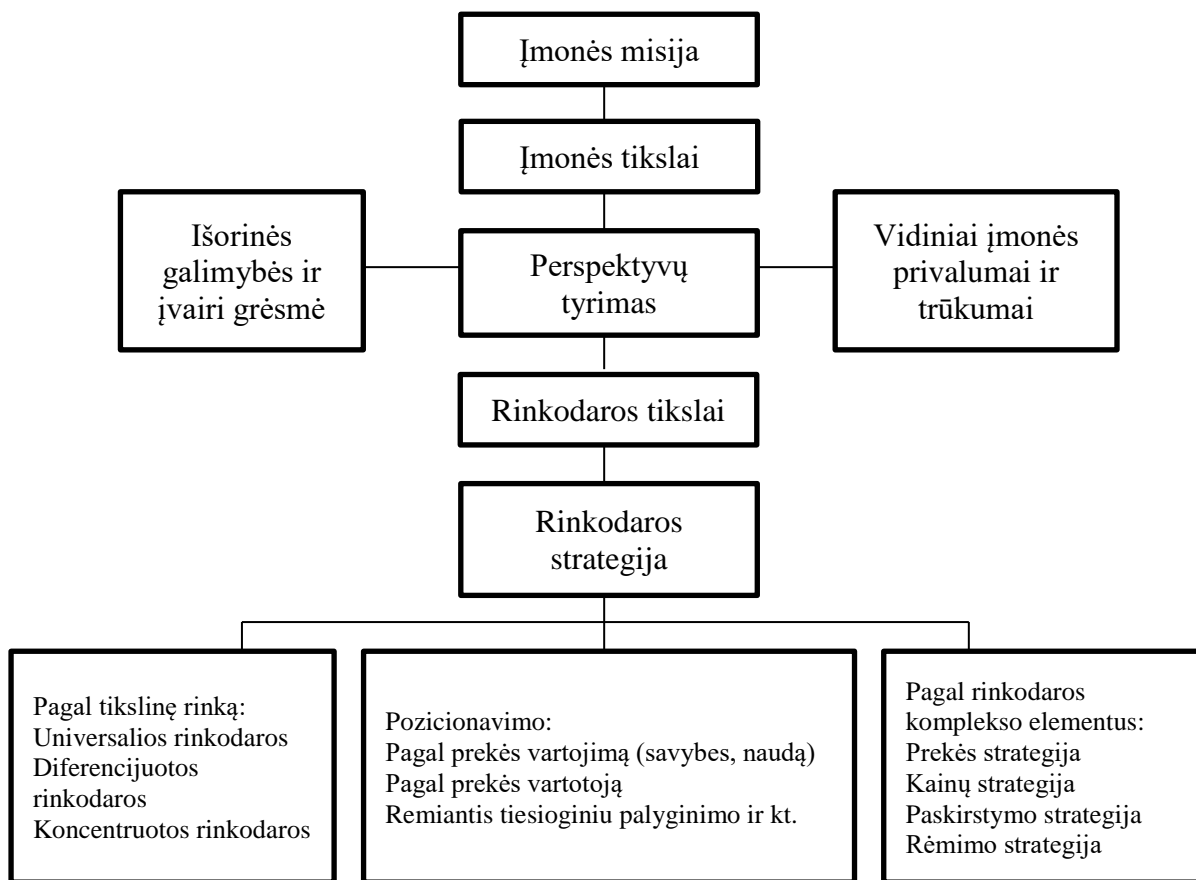 Įmonės misija
Įmonės tikslai
Išorinės
galimybės ir
įvairi grėsmė
Perspektyvų
tyrimas
Vidiniai įmonės
privalumai ir
trūkumai
Rinkodaros tikslai
Rinkodaros
strategija
Pagal tikslinę rinką:
Universalios rinkodaros
Diferencijuotos
rinkodaros
Koncentruotos rinkodaros
Pozicionavimo:
Pagal prekės vartojimą (savybes, naudą)
Pagal prekės vartotoją
Remiantis tiesioginiu palyginimo ir kt.
Pagal rinkodaros
komplekso elementus:
Prekės strategija
Kainų strategija
Paskirstymo strategija
Rėmimo strategija